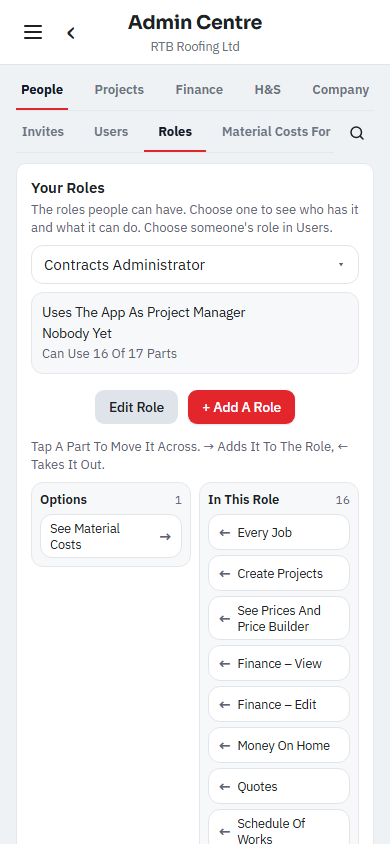 Admin Centre
RTB Roofing Ltd
People Projects Finance H&S Company
Invites Users Roles Material Costs For
Your Roles
The roles people can have. Choose one to see who has it
and what it can do. Choose someone's role in Users.
Contracts Administrator
Uses The App As Project Manager
Nobody Yet
Can Use 16 Of 17 Parts
Edit Role
+ Add A Role
Tap A Part To Move It Across. → Adds It To The Role, ←
Takes It Out.
Options 1
See Material
Costs →
In This Role 16
← Every Job
← Create Projects
← See Prices And
Price Builder
← Finance – View
← Finance – Edit
← Money On Home
← Quotes
← Schedule Of
Works